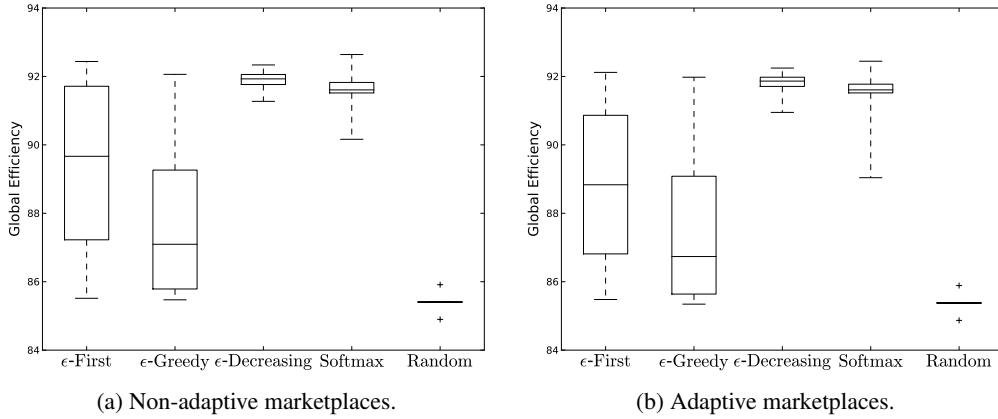 94
92
90
88
86
84
Global Efficiency
ϵ-First ϵ-Greedy ϵ-Decreasing Softmax Random
(a) Non-adaptive marketplaces.
94
92
90
88
86
84
Global Efficiency
ϵ-First ϵ-Greedy ϵ-Decreasing Softmax Random
(b) Adaptive marketplaces.